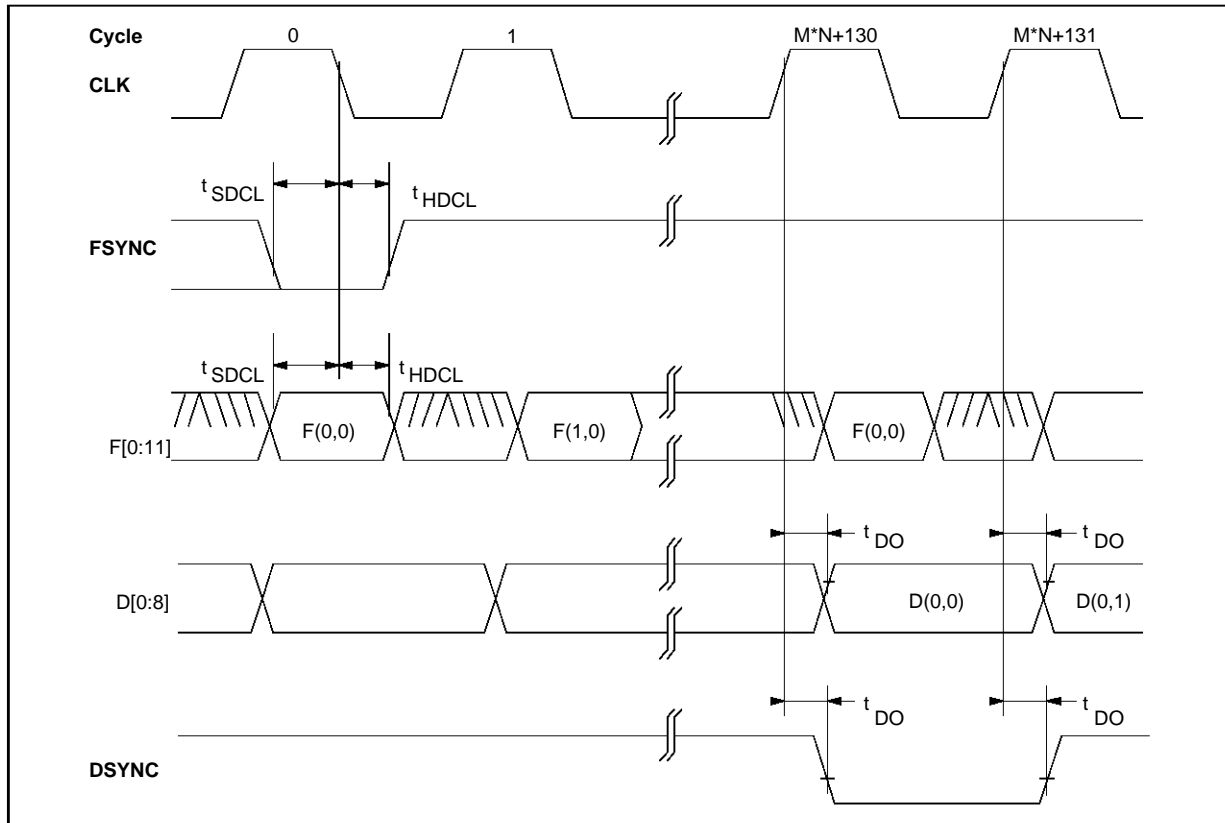 Cycle 0 1 M*N+130 M*N+131
CLK
t SDCL t HDCL
FSYNC
t SDCL t HDCL
F[0:11] F(0,0) F(1,0) F(0,0)
t DO t DO
D[0:8] D(0,0) D(0,1)
t DO t DO
DSYNC